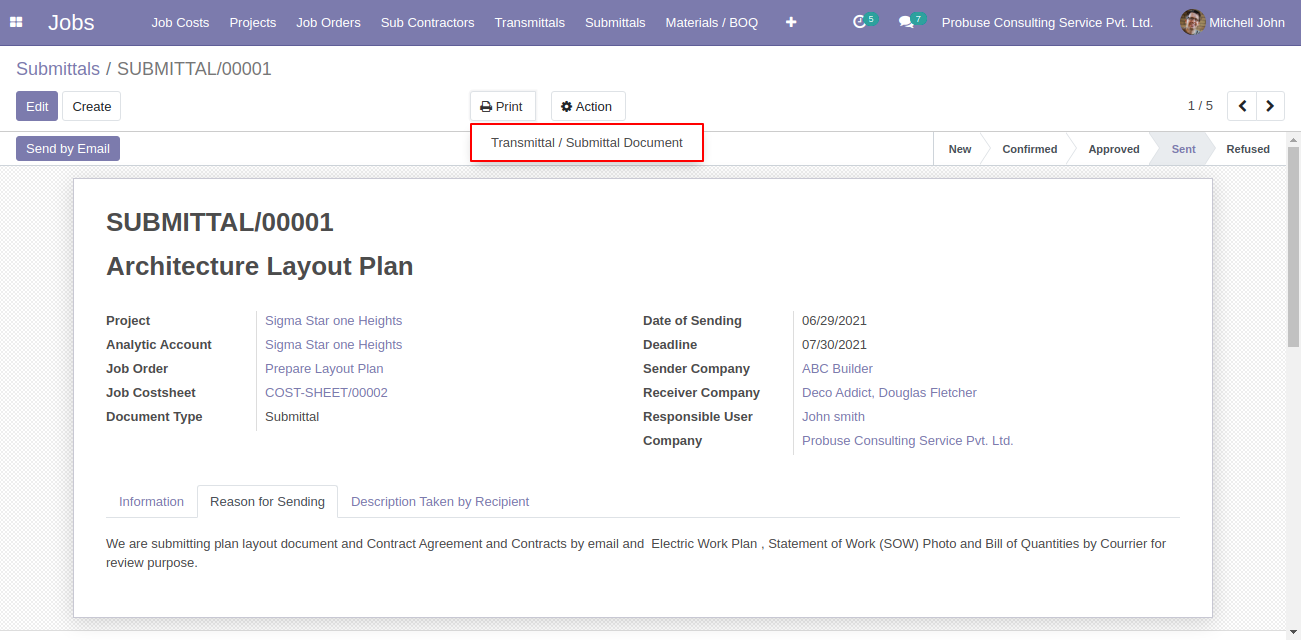 Jobs Job Costs Projects Job Orders Sub Contractors Transmittals Submittals Materials / BOQ 5 7 Probuse Consulting Service Pvt. Ltd. Mitchell John
Submittals / SUBMITTAL/00001
Edit Create Print Action 1 / 5
Transmittal / Submittal Document
Send by Email New Confirmed Approved Sent Refused
SUBMITTAL/00001
Architecture Layout Plan
Project Sigma Star one Heights Date of Sending 06/29/2021
Analytic Account Sigma Star one Heights Deadline 07/30/2021
Job Order Prepare Layout Plan Sender Company ABC Builder
Job Costsheet COST-SHEET/00002 Receiver Company Deco Addict, Douglas Fletcher
Document Type Submittal Responsible User John smith
Company Probuse Consulting Service Pvt. Ltd.
Information Reason for Sending Description Taken by Recipient
We are submitting plan layout document and Contract Agreement and Contracts by email and  Electric Work Plan , Statement of Work (SOW) Photo and Bill of Quantities by Courrier for
review purpose.